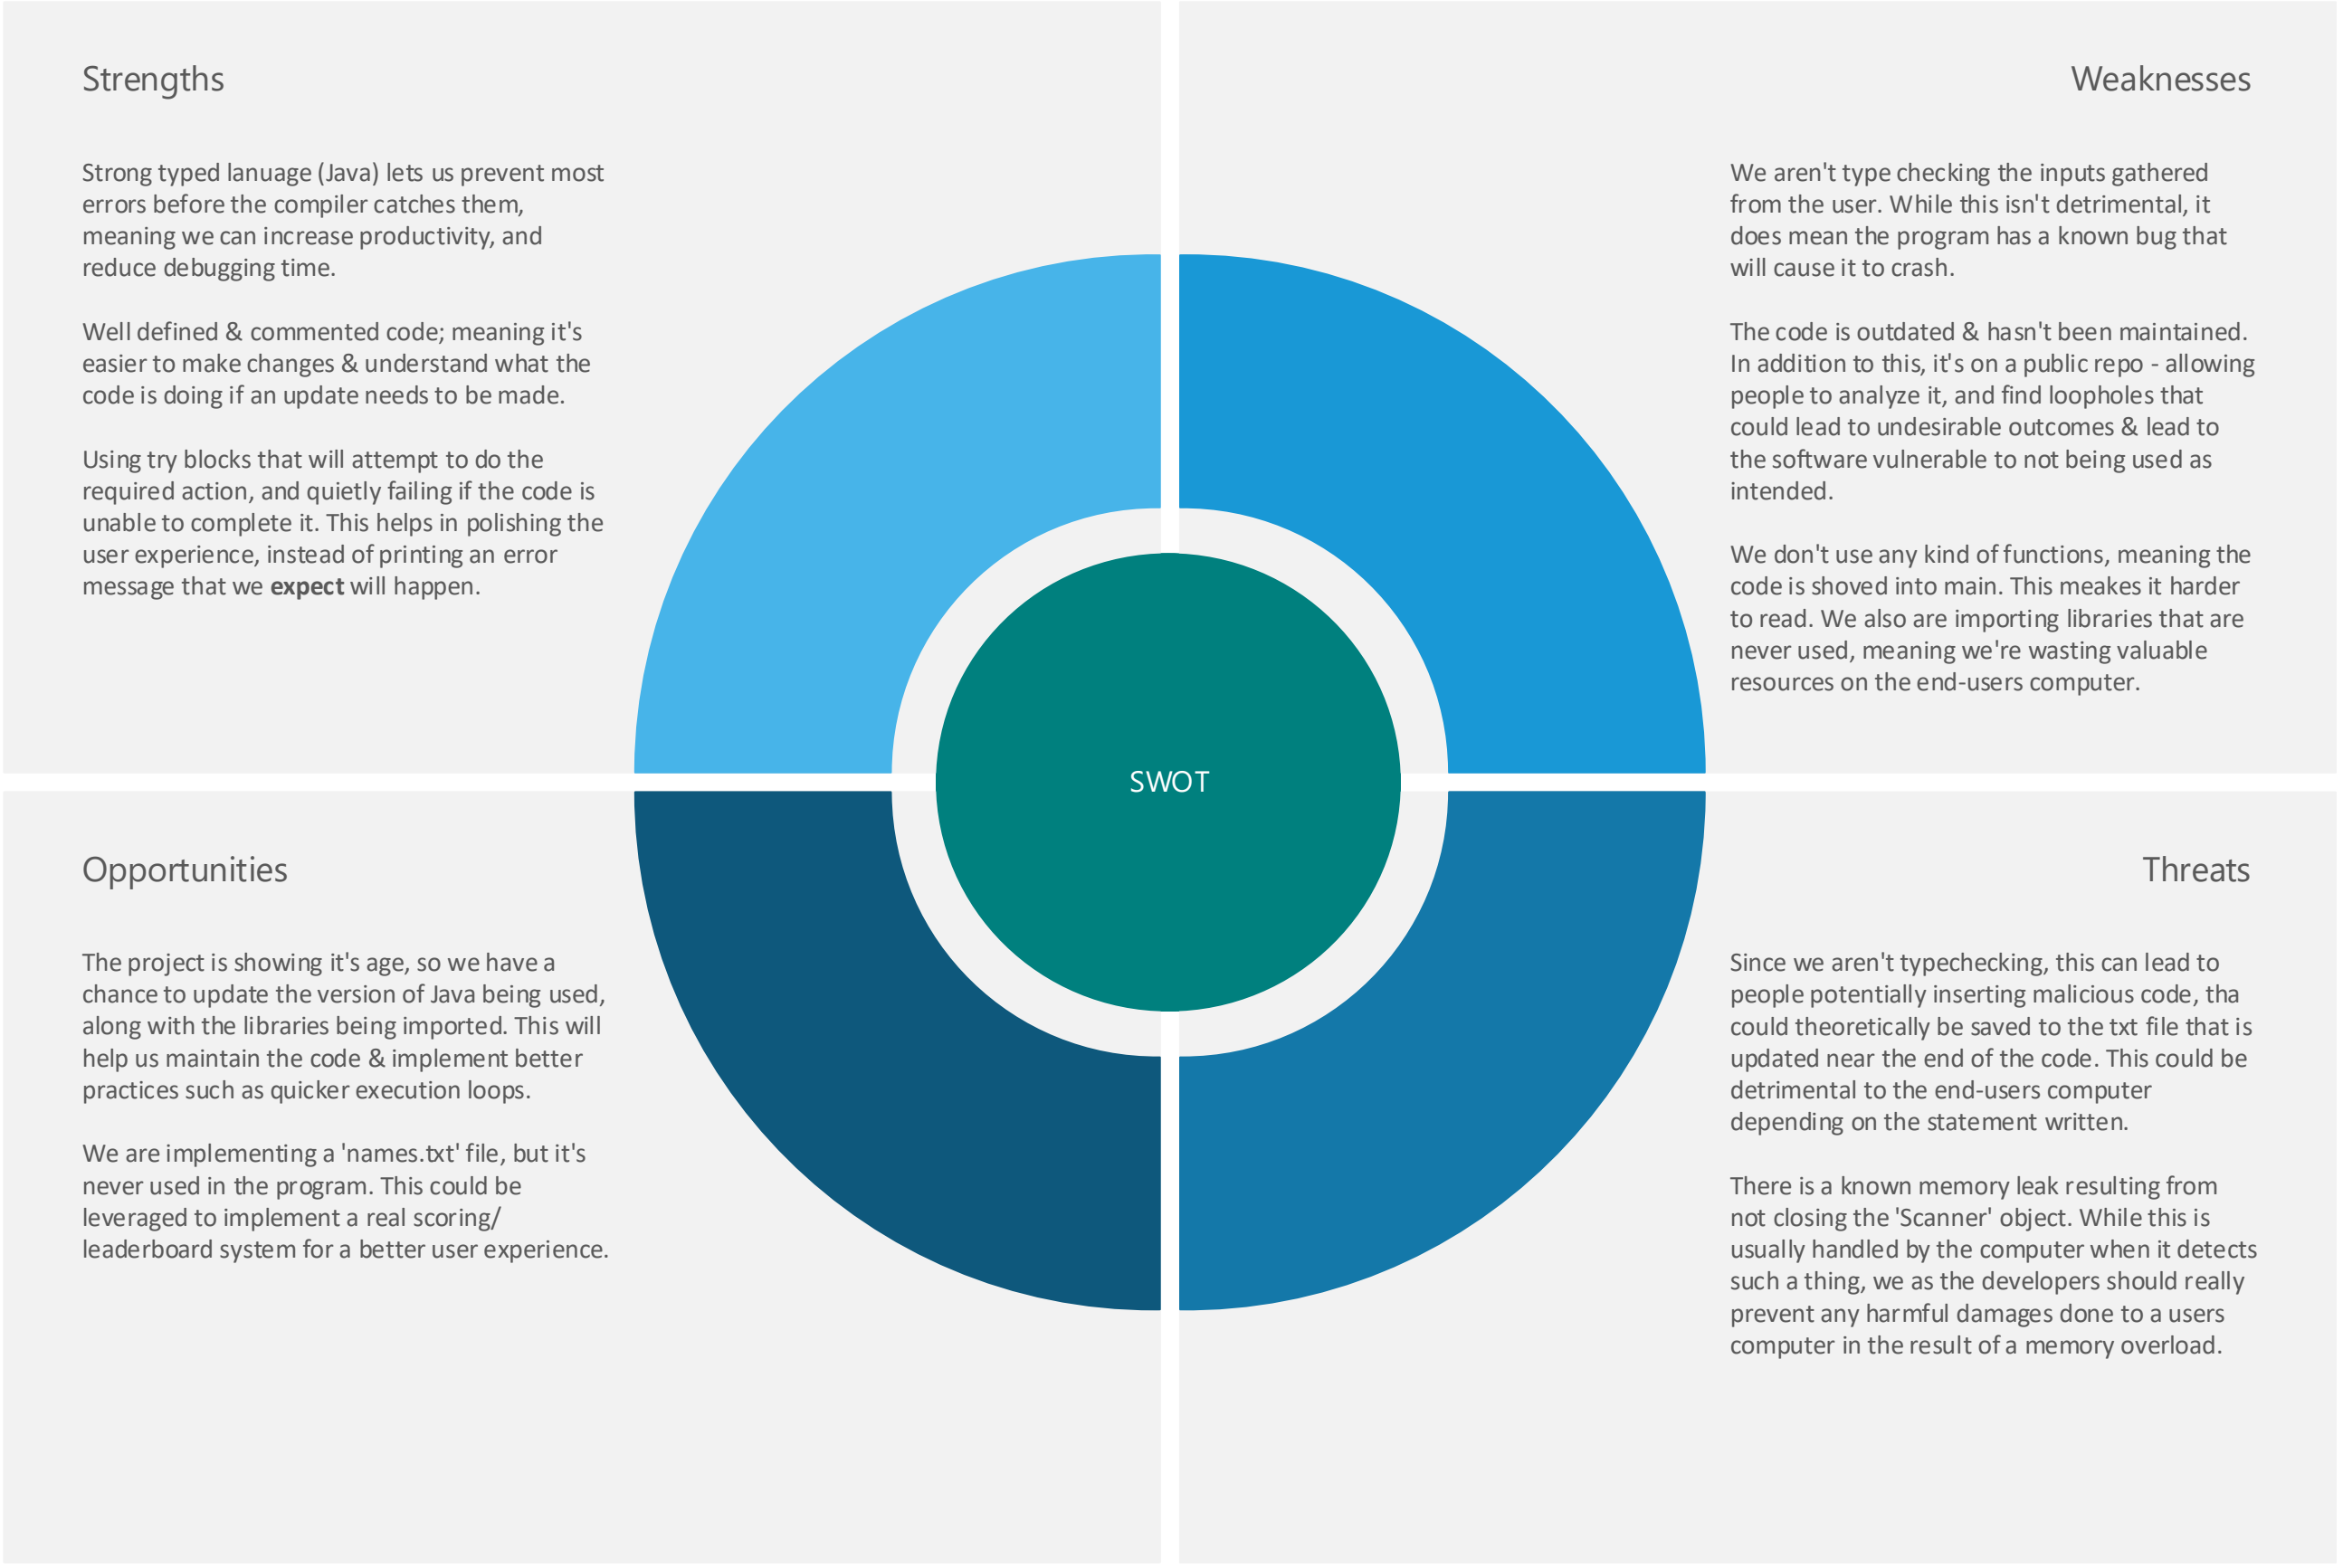 Strengths
Strong typed lanuage (Java) lets us prevent most
errors before the compiler catches them,
meaning we can increase productivity, and
reduce debugging time.
Well defined & commented code; meaning it's
easier to make changes & understand what the
code is doing if an update needs to be made.
Using try blocks that will attempt to do the
required action, and quietly failing if the code is
unable to complete it. This helps in polishing the
user experience, instead of printing an error
message that we expect will happen.
Weaknesses
We aren't type checking the inputs gathered
from the user. While this isn't detrimental, it
does mean the program has a known bug that
will cause it to crash.
The code is outdated & hasn't been maintained.
In addition to this, it's on a public repo - allowing
people to analyze it, and find loopholes that
could lead to undesirable outcomes & lead to
the software vulnerable to not being used as
intended.
We don't use any kind of functions, meaning the
code is shoved into main. This meakes it harder
to read. We also are importing libraries that are
never used, meaning we're wasting valuable
resources on the end-users computer.
SWOT
Opportunities
The project is showing it's age, so we have a
chance to update the version of Java being used,
along with the libraries being imported. This will
help us maintain the code & implement better
practices such as quicker execution loops.
We are implementing a 'names.txt' file, but it's
never used in the program. This could be
leveraged to implement a real scoring/
leaderboard system for a better user experience.
Threats
Since we aren't typechecking, this can lead to
people potentially inserting malicious code, tha
could theoretically be saved to the txt file that is
updated near the end of the code. This could be
detrimental to the end-users computer
depending on the statement written.
There is a known memory leak resulting from
not closing the 'Scanner' object. While this is
usually handled by the computer when it detects
such a thing, we as the developers should really
prevent any harmful damages done to a users
computer in the result of a memory overload.